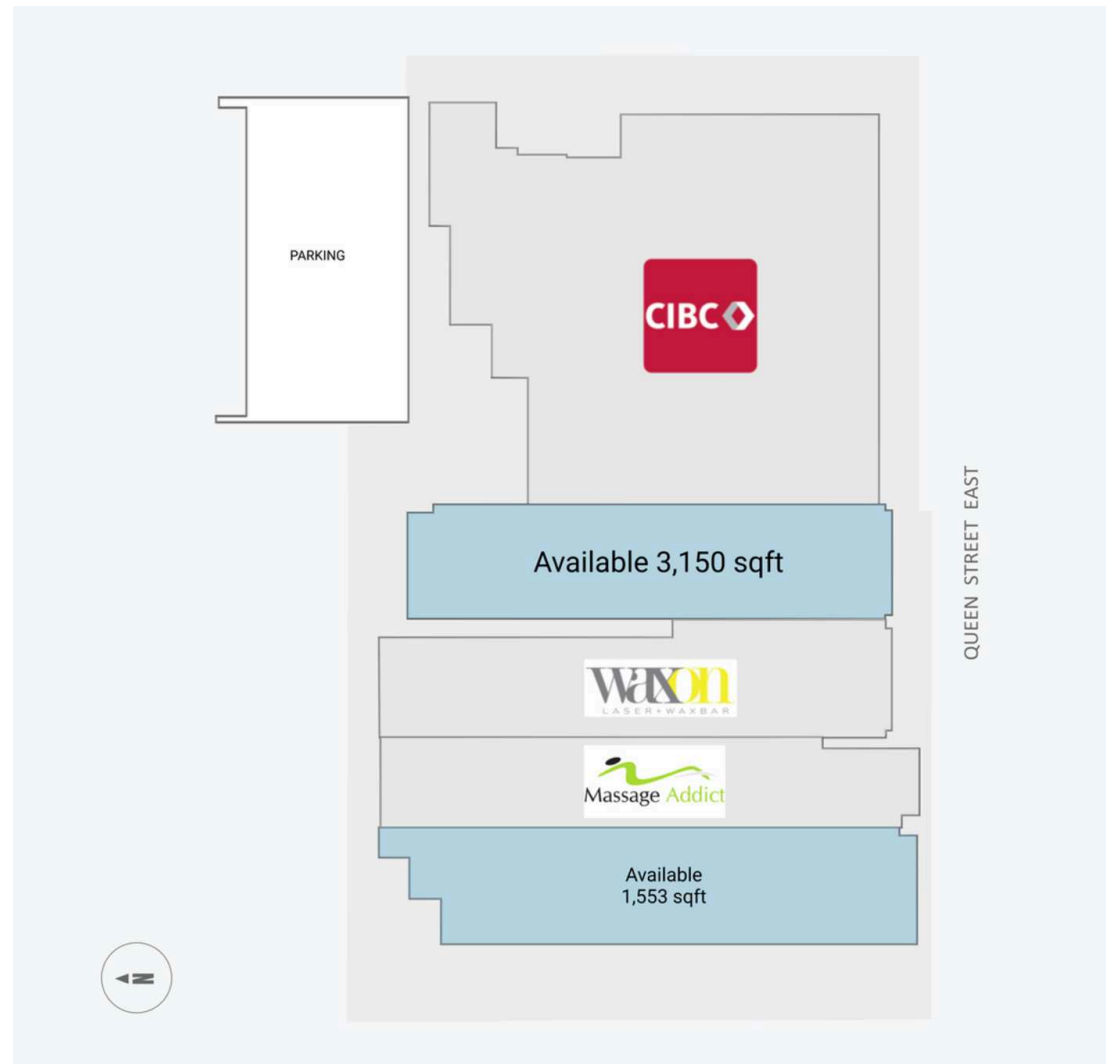 PARKING
CIBC
QUEEN STREET EAST
Available 3,150 sqft
waxon
LASER+WAXBAR
Massage Addict
Available
1,553 sqft
N